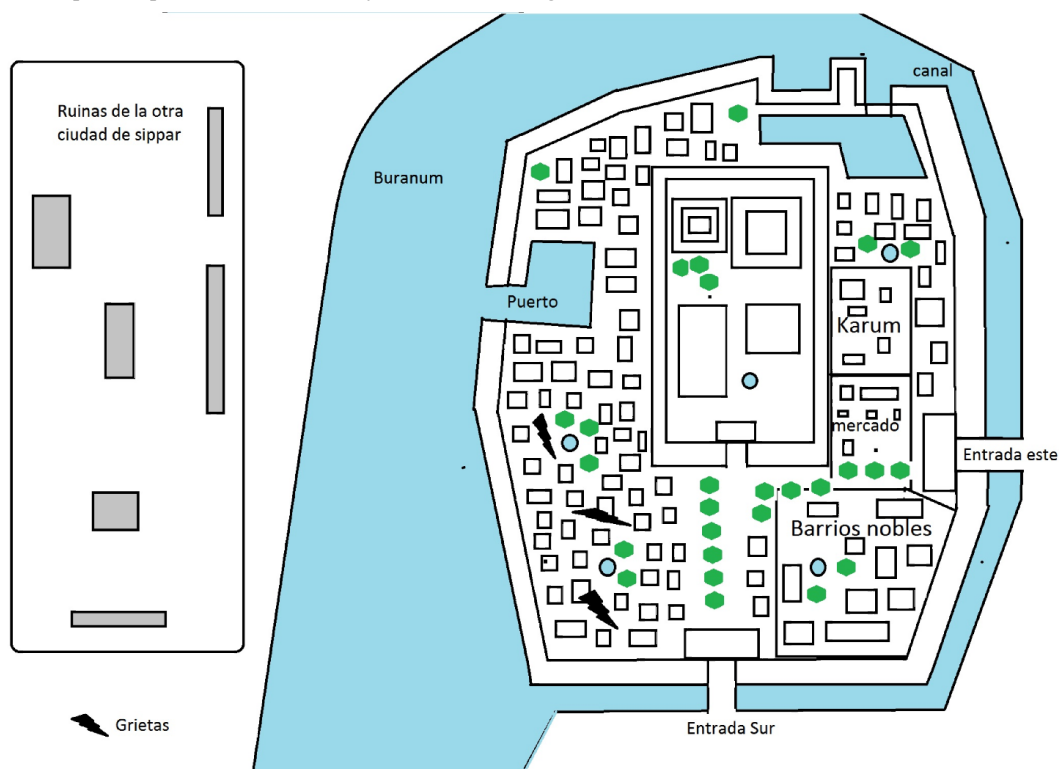 Ruinas de la otra
ciudad de sippar
Buranum
canal
Puerto
Karum
mercado
Entrada este
Barrios nobles
Grietas
Entrada Sur